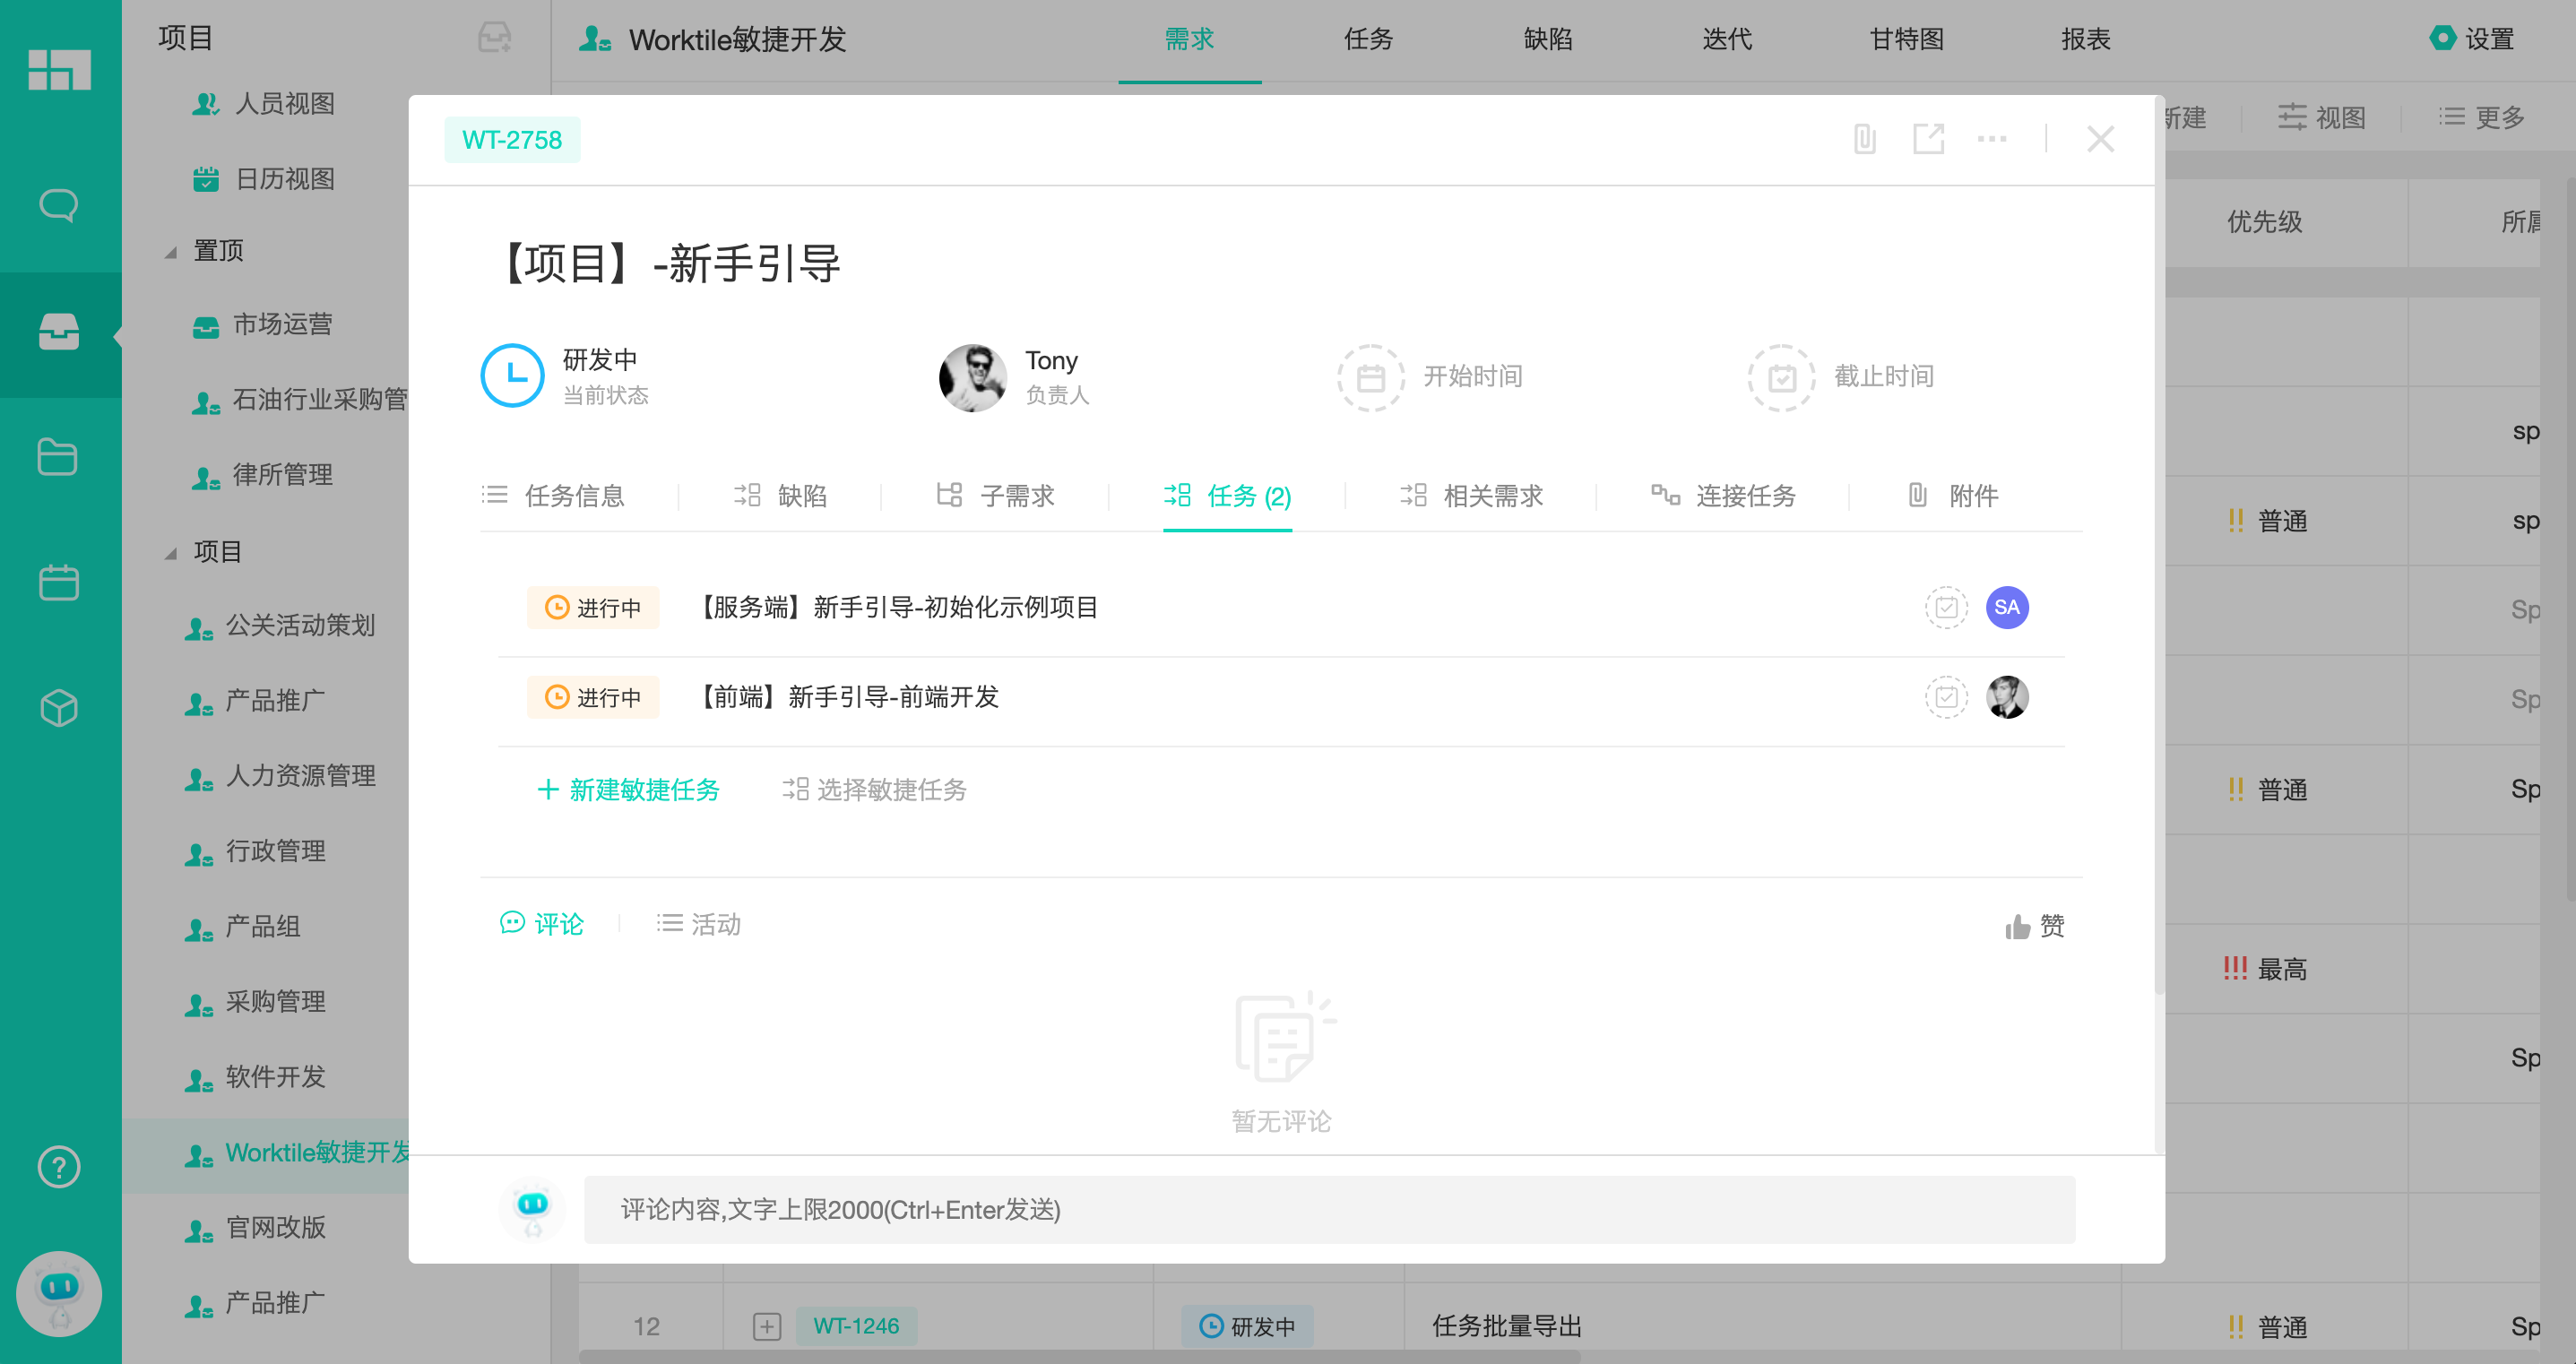 项目
人员视图
日历视图
置顶
市场运营
石油行业采购管
律所管理
项目
公关活动策划
产品推广
人力资源管理
行政管理
产品组
采购管理
软件开发
Worktile敏捷开发
官网改版
产品推广
Worktile敏捷开发
需求
任务
缺陷
迭代
甘特图
报表
设置
新建
视图
更多
WT-2758
【项目】-新手引导
研发中
当前状态
Tony
负责人
开始时间
截止时间
任务信息
缺陷
子需求
任务 (2)
相关需求
连接任务
附件
进行中 【服务端】新手引导-初始化示例项目 SA
进行中 【前端】新手引导-前端开发
新建敏捷任务
选择敏捷任务
评论
活动
赞
暂无评论
评论内容,文字上限2000(Ctrl+Enter发送)
优先级 所属
sp
!! 普通 sp
Sp
Sp
!! 普通 Sp
!!! 最高
Sp
12 WT-1246 研发中 任务批量导出 !! 普通 Sp